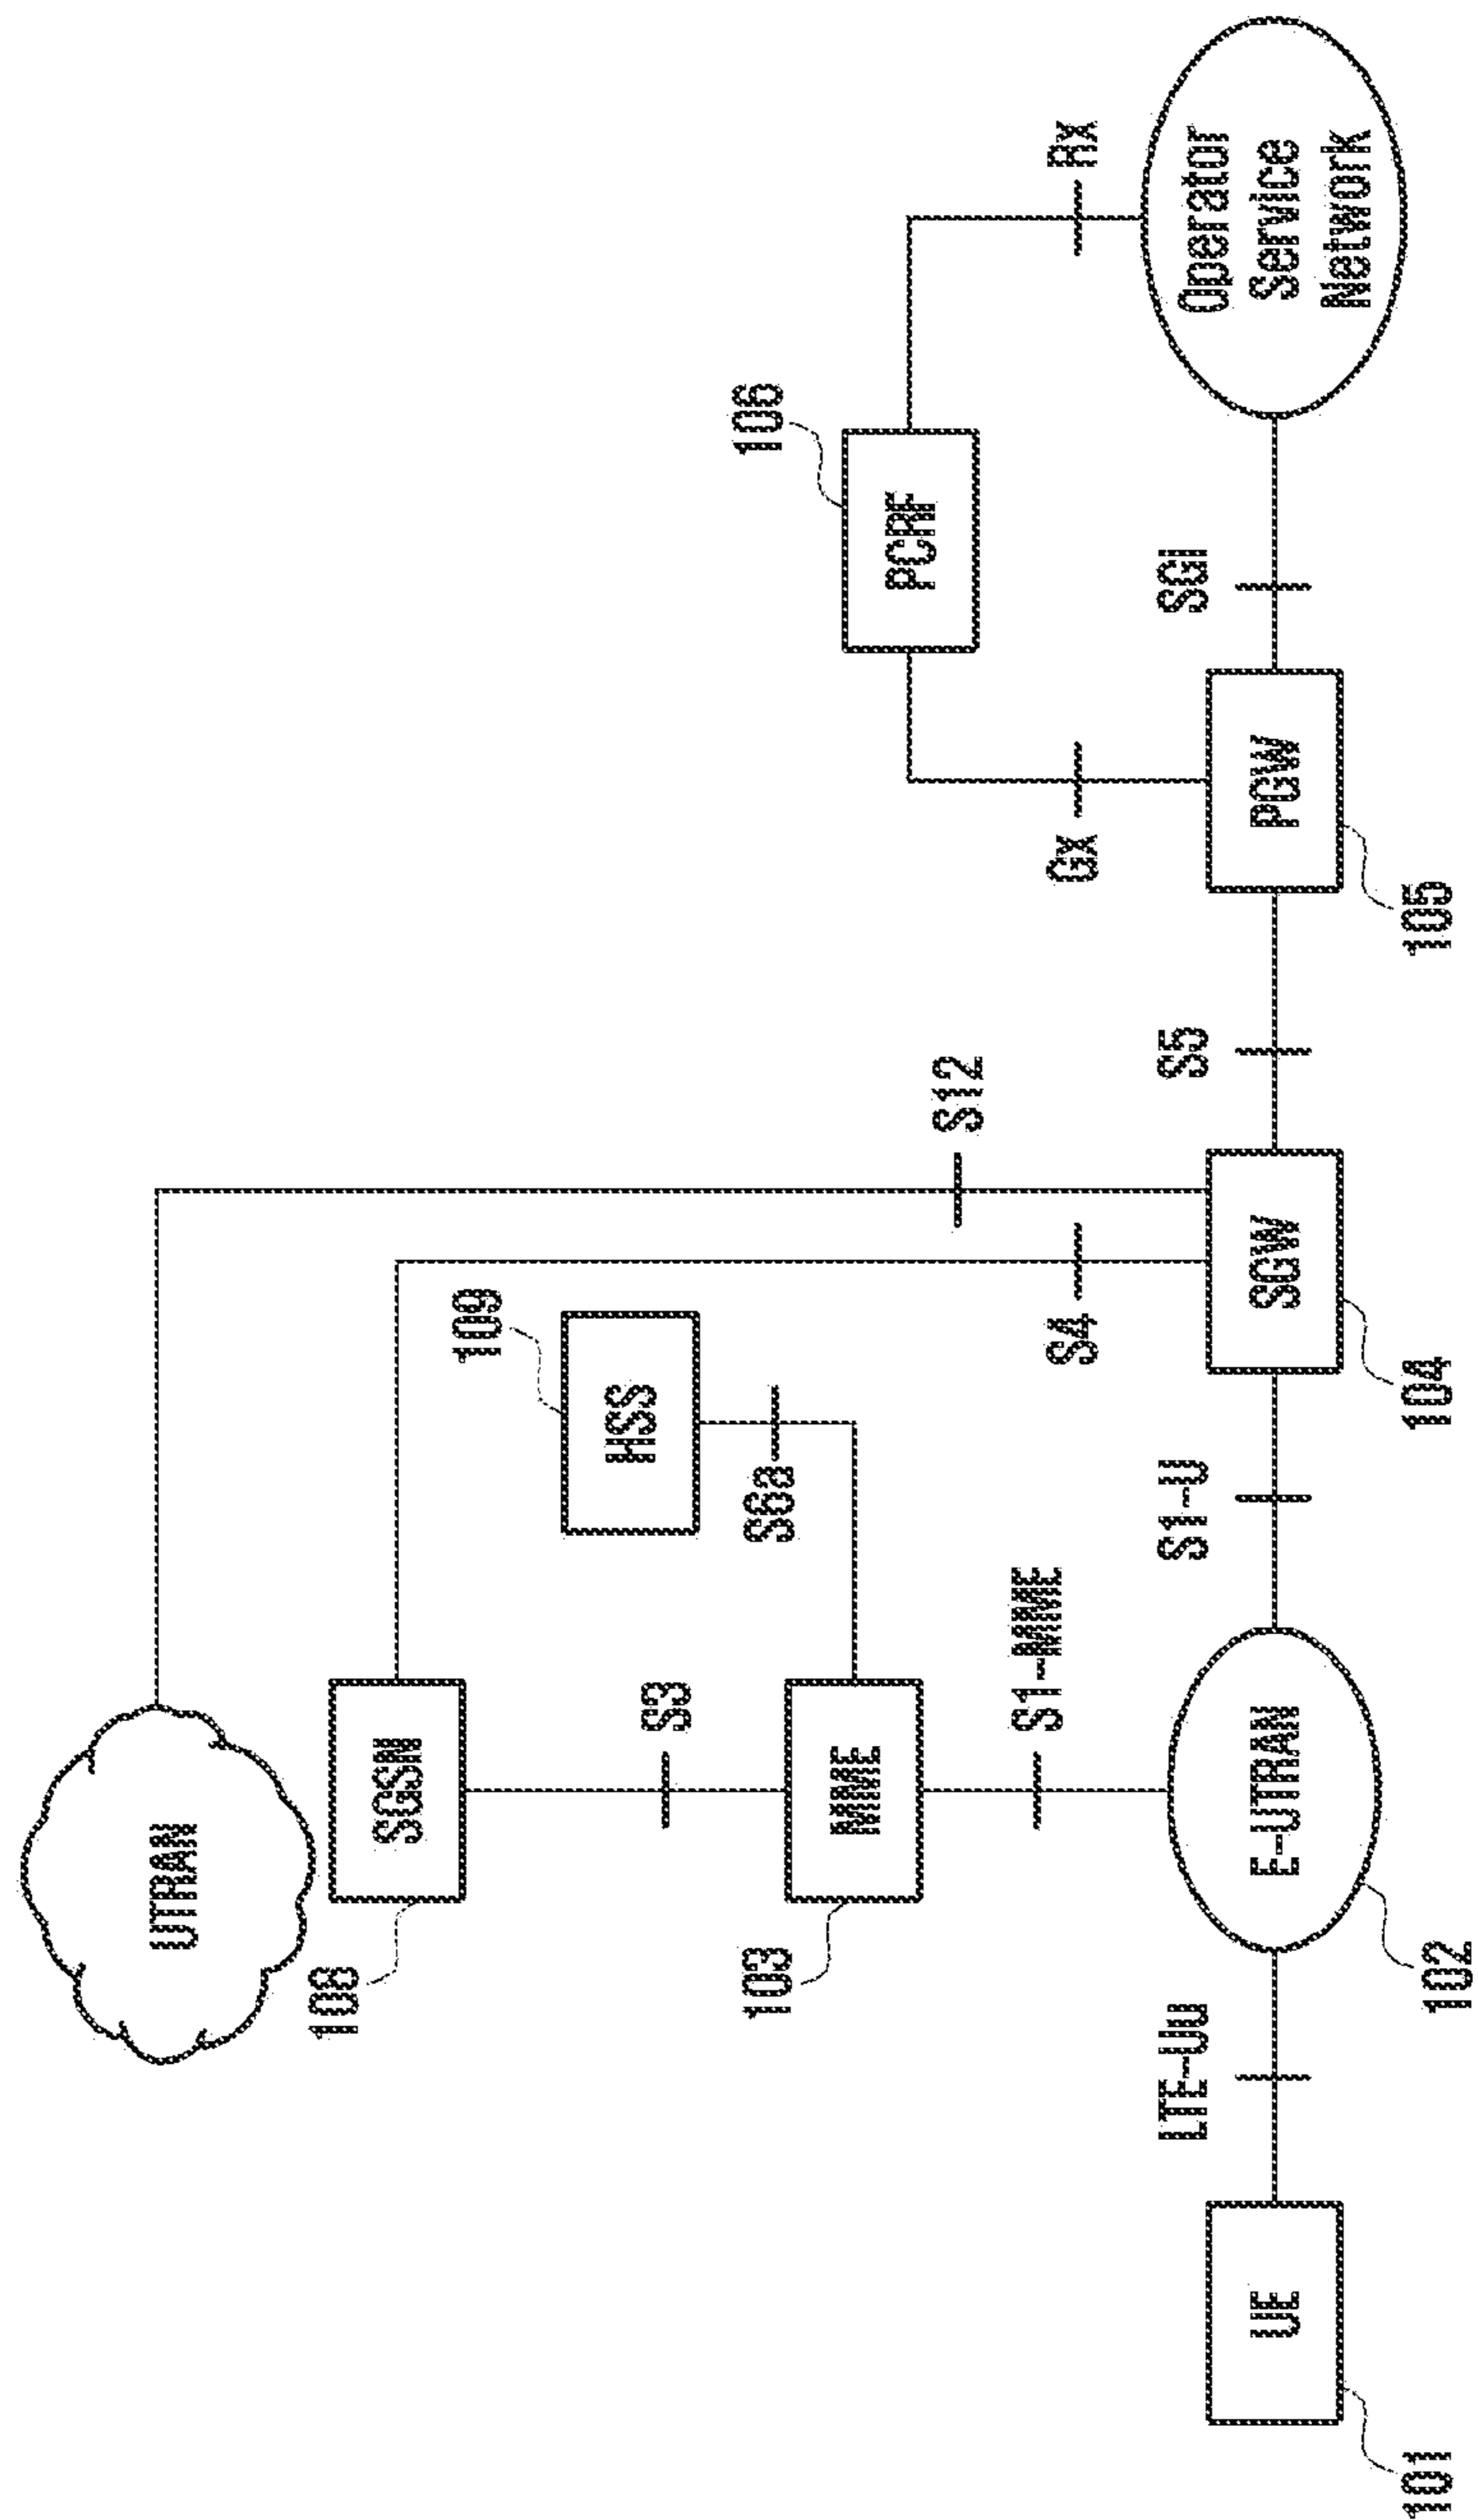 UTRAN
108
SGSN
109
HSS
S3
S6a
103
MME
106
PCRF
S12
S1-MME
S4
Gx
Rx
LTE-Uu
S1-U
S5
SGi
UE
E-UTRAN
SGW
PGW
Operator
Service
Network
101
102
104
105